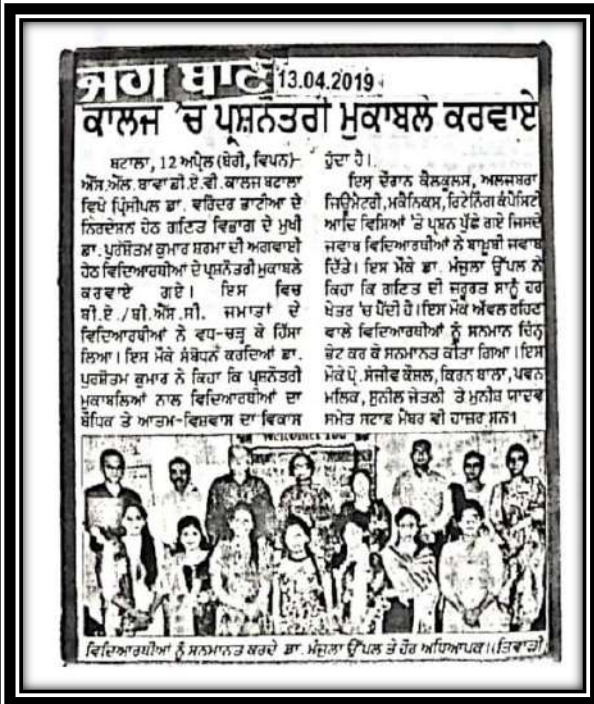 ਜਗ ਬਾਣੀ 13.04.2019
ਕਾਲਜ 'ਚ ਪ੍ਰਸ਼ਨੋਤਰੀ ਮੁਕਾਬਲੇ ਕਰਵਾਏ
ਬਟਾਲਾ, 12 ਅਪ੍ਰੈਲ (ਬੇਰੀ, ਵਿਪਨ)-
ਐੱਸ.ਐੱਲ. ਬਾਵਾ ਡੀ.ਏ.ਵੀ. ਕਾਲਜ ਬਟਾਲਾ
ਵਿਖੇ ਪ੍ਰਿੰਸੀਪਲ ਡਾ. ਵਰਿੰਦਰ ਭਾਟੀਆ ਦੇ
ਨਿਰਦੇਸ਼ਨ ਹੇਠ ਗਣਿਤ ਵਿਭਾਗ ਦੇ ਮੁਖੀ
ਡਾ. ਪੁਰਸ਼ੋਤਮ ਕੁਮਾਰ ਸ਼ਰਮਾ ਦੀ ਅਗਵਾਈ
ਹੇਠ ਵਿਦਿਆਰਥੀਆਂ ਦੇ ਪ੍ਰਸ਼ਨੋਤਰੀ ਮੁਕਾਬਲੇ
ਕਰਵਾਏ ਗਏ। ਇਸ ਵਿਚ
ਬੀ.ਏ./ਬੀ.ਐੱਸ.ਸੀ. ਜਮਾਤਾਂ ਦੇ
ਵਿਦਿਆਰਥੀਆਂ ਨੇ ਵਧ-ਚੜ੍ਹ ਕੇ ਹਿੱਸਾ
ਲਿਆ। ਇਸ ਮੌਕੇ ਸੰਬੋਧਨ ਕਰਦਿਆਂ ਡਾ.
ਪੁਰਸ਼ੋਤਮ ਕੁਮਾਰ ਨੇ ਕਿਹਾ ਕਿ ਪ੍ਰਸ਼ਨੋਤਰੀ
ਮੁਕਾਬਲਿਆਂ ਨਾਲ ਵਿਦਿਆਰਥੀਆਂ ਦਾ
ਬੌਧਿਕ ਤੇ ਆਤਮ-ਵਿਸ਼ਵਾਸ ਦਾ ਵਿਕਾਸ
ਹੁੰਦਾ ਹੈ।
ਇਸ ਦੌਰਾਨ ਕੈਲਕੂਲਸ, ਅਲਜਬਰਾ,
ਜਿਊਮੈਟਰੀ, ਮਕੈਨਿਕਸ, ਰਿਟੇਨਿੰਗ ਕੰਪੈਸਿਟੀ
ਆਦਿ ਵਿਸ਼ਿਆਂ 'ਤੇ ਪ੍ਰਸ਼ਨ ਪੁੱਛੇ ਗਏ ਜਿਸਦੇ
ਜਵਾਬ ਵਿਦਿਆਰਥੀਆਂ ਨੇ ਬਾਖ਼ੂਬੀ ਜਵਾਬ
ਦਿੱਤੇ। ਇਸ ਮੌਕੇ ਡਾ. ਮੰਜੁਲਾ ਉੱਪਲ ਨੇ
ਕਿਹਾ ਕਿ ਗਣਿਤ ਦੀ ਜ਼ਰੂਰਤ ਸਾਨੂੰ ਹਰ
ਖੇਤਰ 'ਚ ਪੈਂਦੀ ਹੈ। ਇਸ ਮੌਕੇ ਅੱਵਲ ਰਹਿਣ
ਵਾਲੇ ਵਿਦਿਆਰਥੀਆਂ ਨੂੰ ਸਨਮਾਨ ਚਿੰਨ੍ਹ
ਭੇਟ ਕਰ ਕੇ ਸਨਮਾਨਤ ਕੀਤਾ ਗਿਆ। ਇਸ
ਮੌਕੇ ਪ੍ਰੋ. ਸੰਜੀਵ ਕੌਸ਼ਲ, ਕਿਰਨ ਬਾਲਾ, ਪਵਨ
ਮਲਿਕ, ਸੁਨੀਲ ਜੇਤਲੀ ਤੇ ਮੁਨੀਸ਼ ਯਾਦਵ
ਸਮੇਤ ਸਟਾਫ਼ ਮੈਂਬਰ ਵੀ ਹਾਜ਼ਰ ਸਨ।
WELCOMES YOU
ਵਿਦਿਆਰਥੀਆਂ ਨੂੰ ਸਨਮਾਨਤ ਕਰਦੇ ਡਾ. ਮੰਜੁਲਾ ਉੱਪਲ ਤੇ ਹੋਰ ਅਧਿਆਪਕ। (ਤਿਵਾੜੀ)